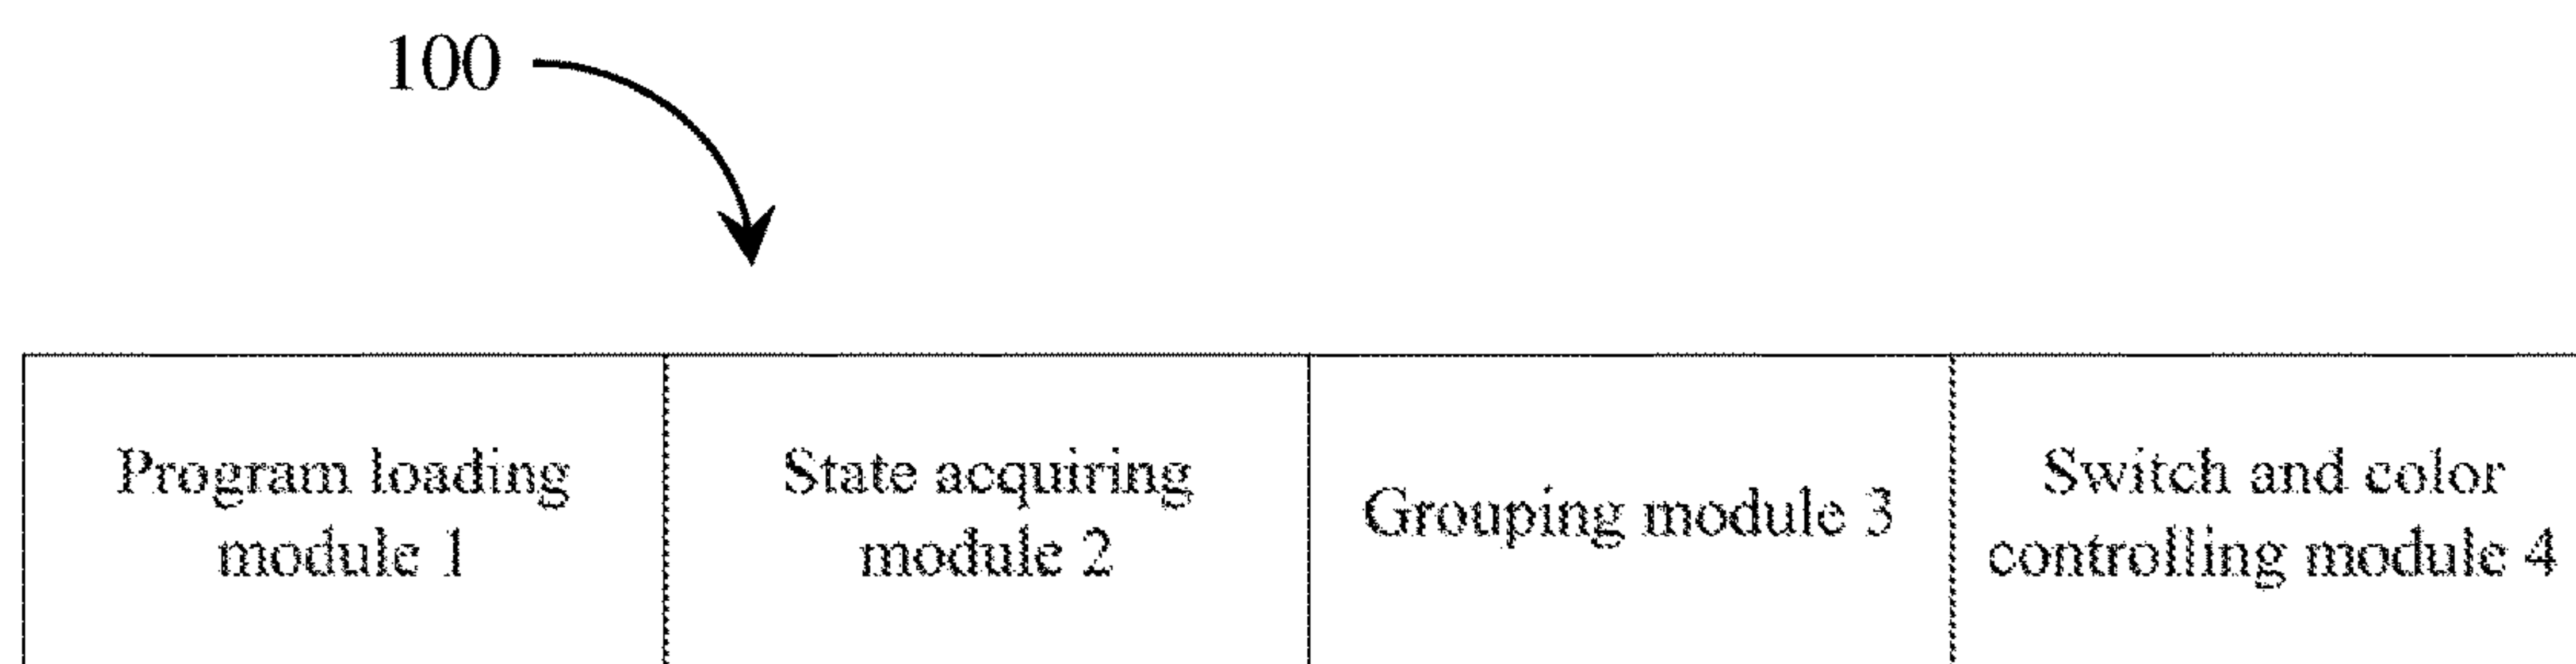 100
Program loading
module 1
State acquiring
module 2
Grouping module 3
Switch and color
controlling module 4